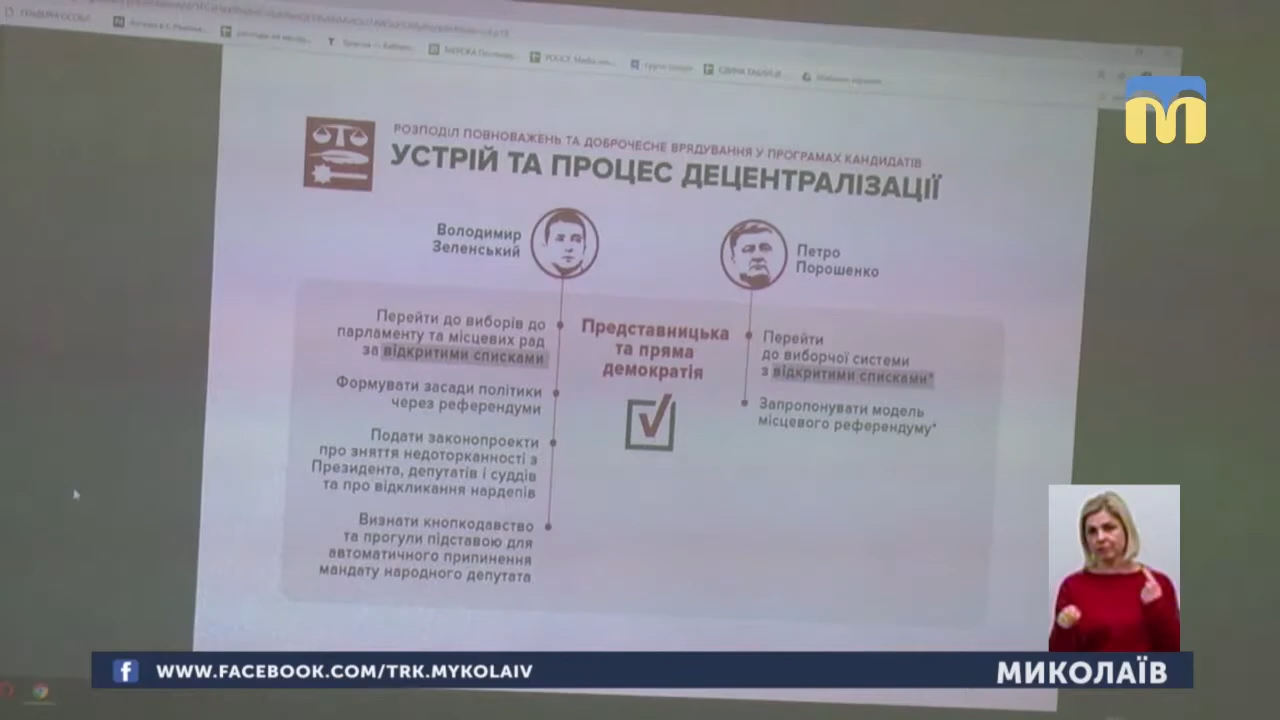 РОЗПОДІЛ ПОВНОВАЖЕНЬ ТА ДОБРОЧЕСНЕ ВРЯДУВАННЯ У ПРОГРАМАХ КАНДИДАТІВ
УСТРІЙ ТА ПРОЦЕС ДЕЦЕНТРАЛІЗАЦІЇ
Володимир
Зеленський
Петро
Порошенко
Перейти до виборів до
парламенту та місцевих рад
за відкритими списками
Формувати засади політики
через референдуми
Подати законопроекти
про зняття недоторканності з
Президента, депутатів і суддів
та про відкликання нардепів
Визнати кнопкодавство
та прогули підставою для
автоматичного припинення
мандату народного депутата
Представницька
та пряма
демократія
Перейти
до виборчої системи
з відкритими списками*
Запропонувати модель
місцевого референдуму*
f WWW.FACEBOOK.COM/TRK.MYKOLAIV
МИКОЛАЇВ